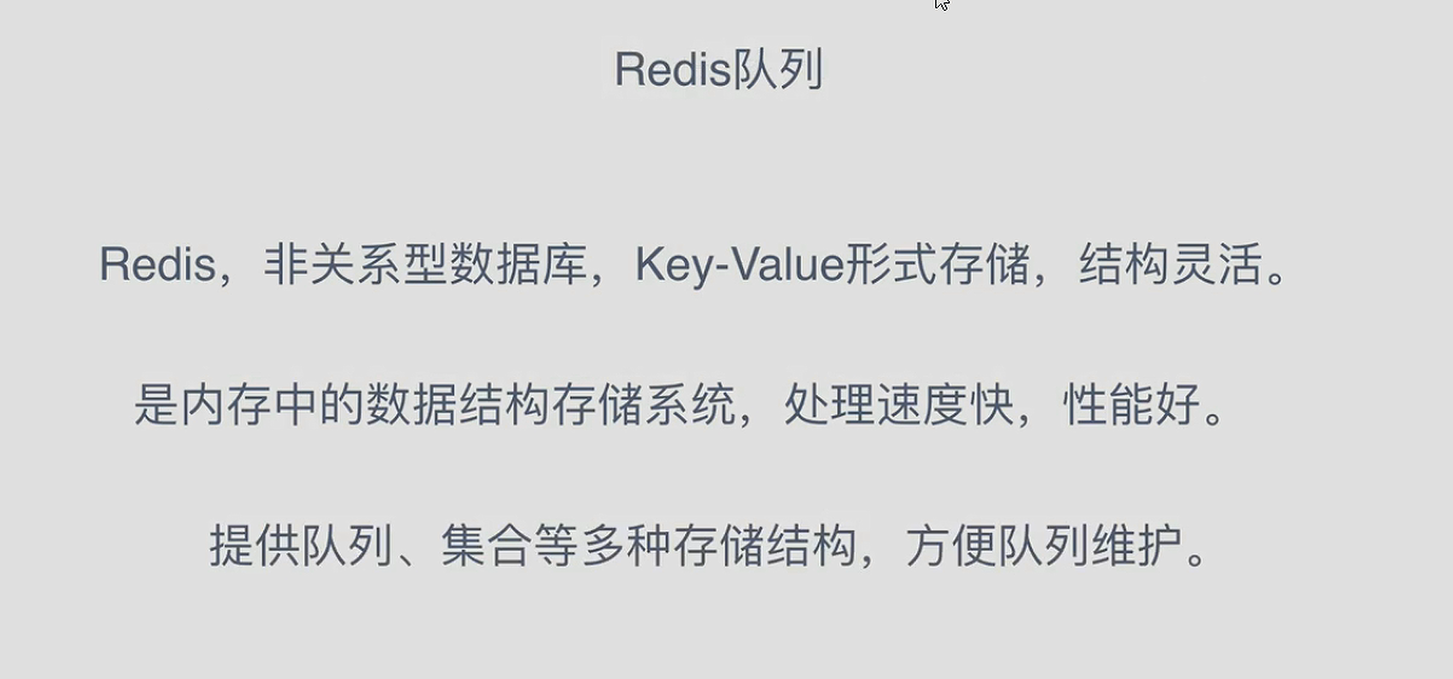 Redis队列
Redis，非关系型数据库，Key-Value形式存储，结构灵活。
是内存中的数据结构存储系统，处理速度快，性能好。
提供队列、集合等多种存储结构，方便队列维护。